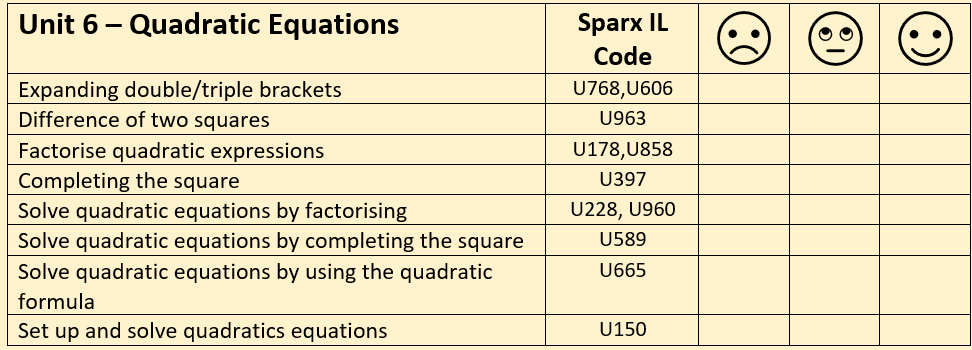 Unit 6 – Quadratic Equations
Sparx IL
Code
Expanding double/triple brackets
U768,U606
Difference of two squares
U963
Factorise quadratic expressions
U178,U858
Completing the square
U397
Solve quadratic equations by factorising
U228, U960
Solve quadratic equations by completing the square
U589
Solve quadratic equations by using the quadratic
formula
U665
Set up and solve quadratics equations
U150